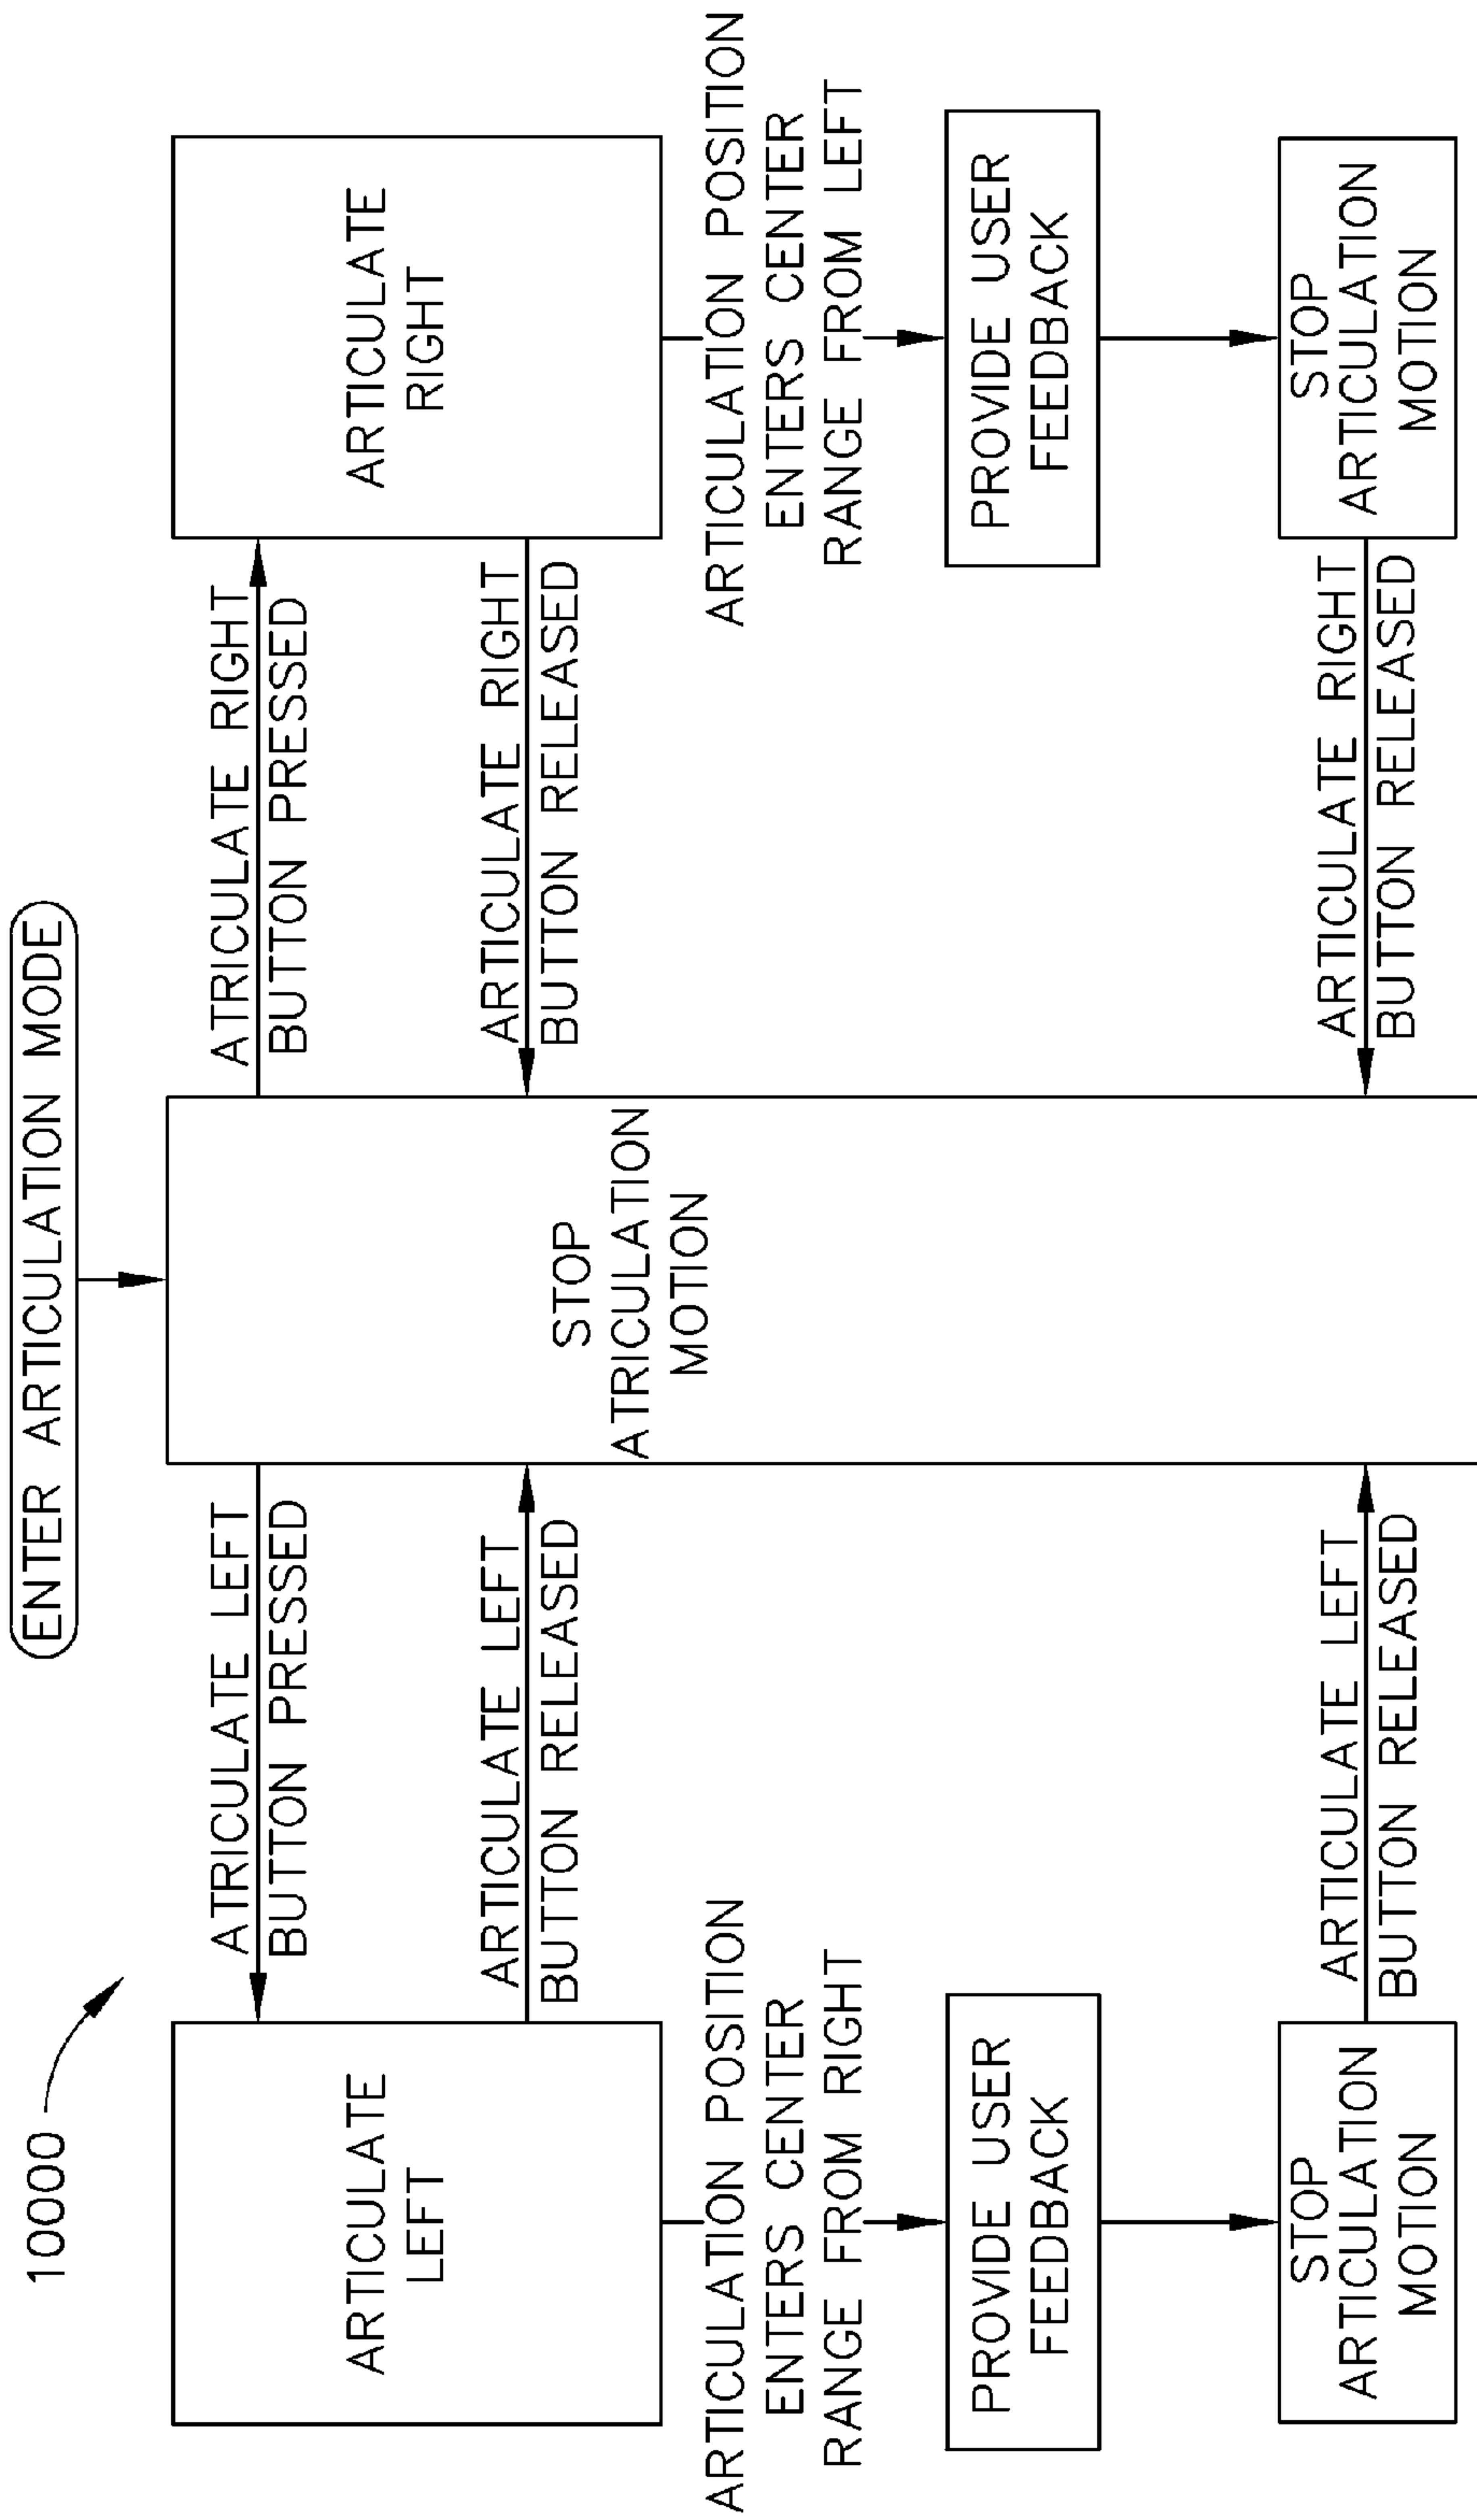 10000
ENTER ARTICULATION MODE
ATRICULATE LEFT
BUTTON PRESSED
ATRICULATE RIGHT
BUTTON PRESSED
ARTICULATE
LEFT
ARTICULATE
RIGHT
ARTICULATE LEFT
BUTTON RELEASED
STOP
ATRICULATION
MOTION
ARTICULATE RIGHT
BUTTON RELEASED
ARTICULATION POSITION
ENTERS CENTER
RANGE FROM RIGHT
ARTICULATION POSITION
ENTERS CENTER
RANGE FROM LEFT
PROVIDE USER
FEEDBACK
PROVIDE USER
FEEDBACK
STOP
ARTICULATION
MOTION
ARTICULATE LEFT
BUTTON RELEASED
ARTICULATE RIGHT
BUTTON RELEASED
STOP
ARTICULATION
MOTION